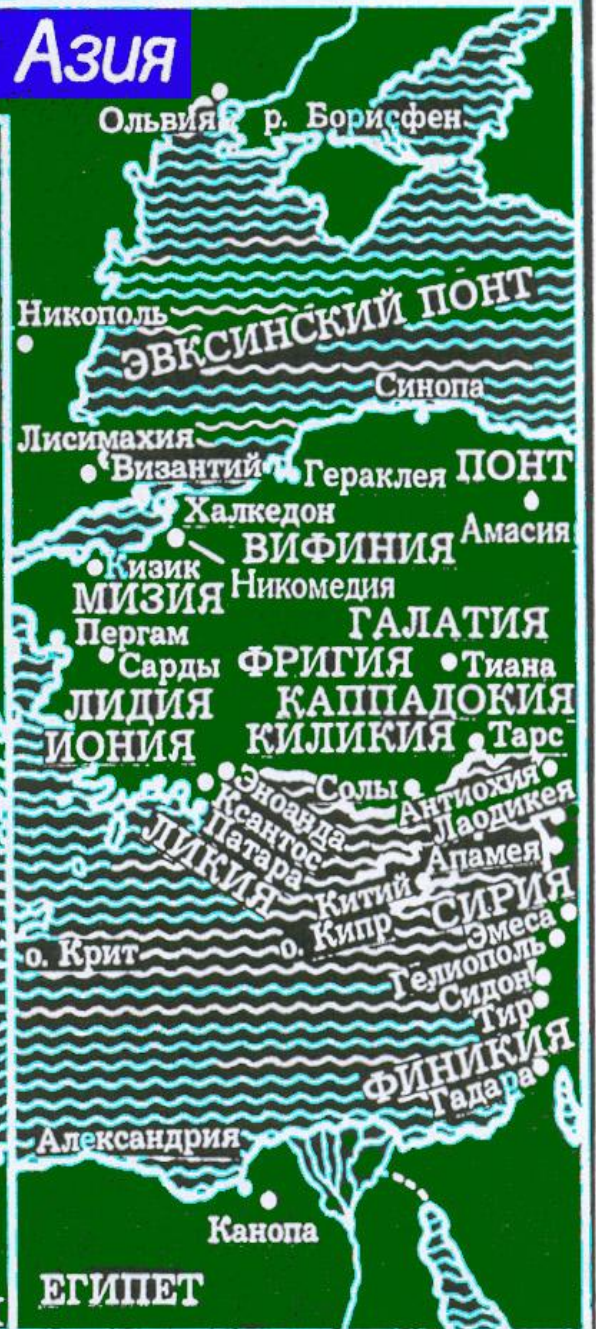 Азия
Ольвия
р. Борисфен
Никополь
ЭВКСИНСКИЙ ПОНТ
Синопа
Лисимахия
Византий
Гераклея
ПОНТ
Халкедон
Амасия
ВИФИНИЯ
Кизик
Никомедия
МИЗИЯ
ГАЛАТИЯ
Пергам
Сарды
ФРИГИЯ
Тиана
ЛИДИЯ
КАППАДОКИЯ
ИОНИЯ
КИЛИКИЯ
Тарс
Эноанда
Солы
Антиохия
Ксантос
Лаодикея
Патара
ЛИКИЯ
Апамея
Китий
СИРИЯ
о. Кипр
Эмеса
о. Крит
Гелиополь
Сидон
Тир
ФИНИКИЯ
Гадара
Александрия
Канопа
ЕГИПЕТ